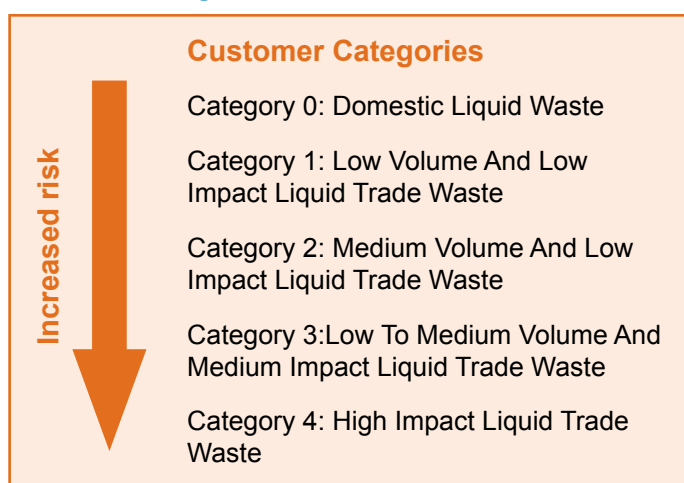 Customer Categories
Category 0: Domestic Liquid Waste
Category 1: Low Volume And Low
Impact Liquid Trade Waste
Category 2: Medium Volume And Low
Impact Liquid Trade Waste
Category 3:Low To Medium Volume And
Medium Impact Liquid Trade Waste
Category 4: High Impact Liquid Trade
Waste
Increased risk